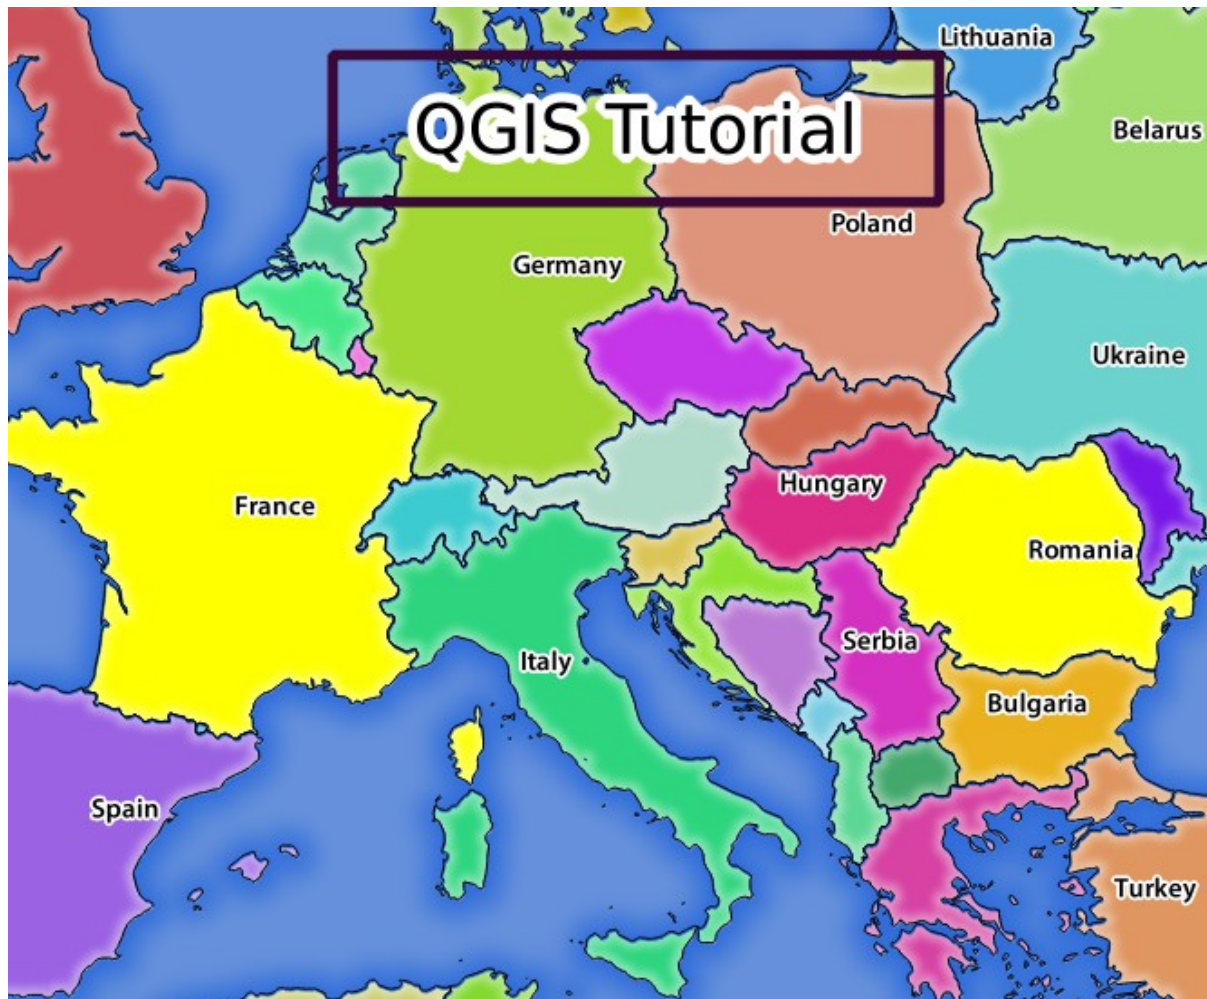 Lithuania
QGIS Tutorial
Belarus
Poland
Germany
Ukraine
Hungary
France
Romania
Serbia
Italy
Bulgaria
Spain
Turkey